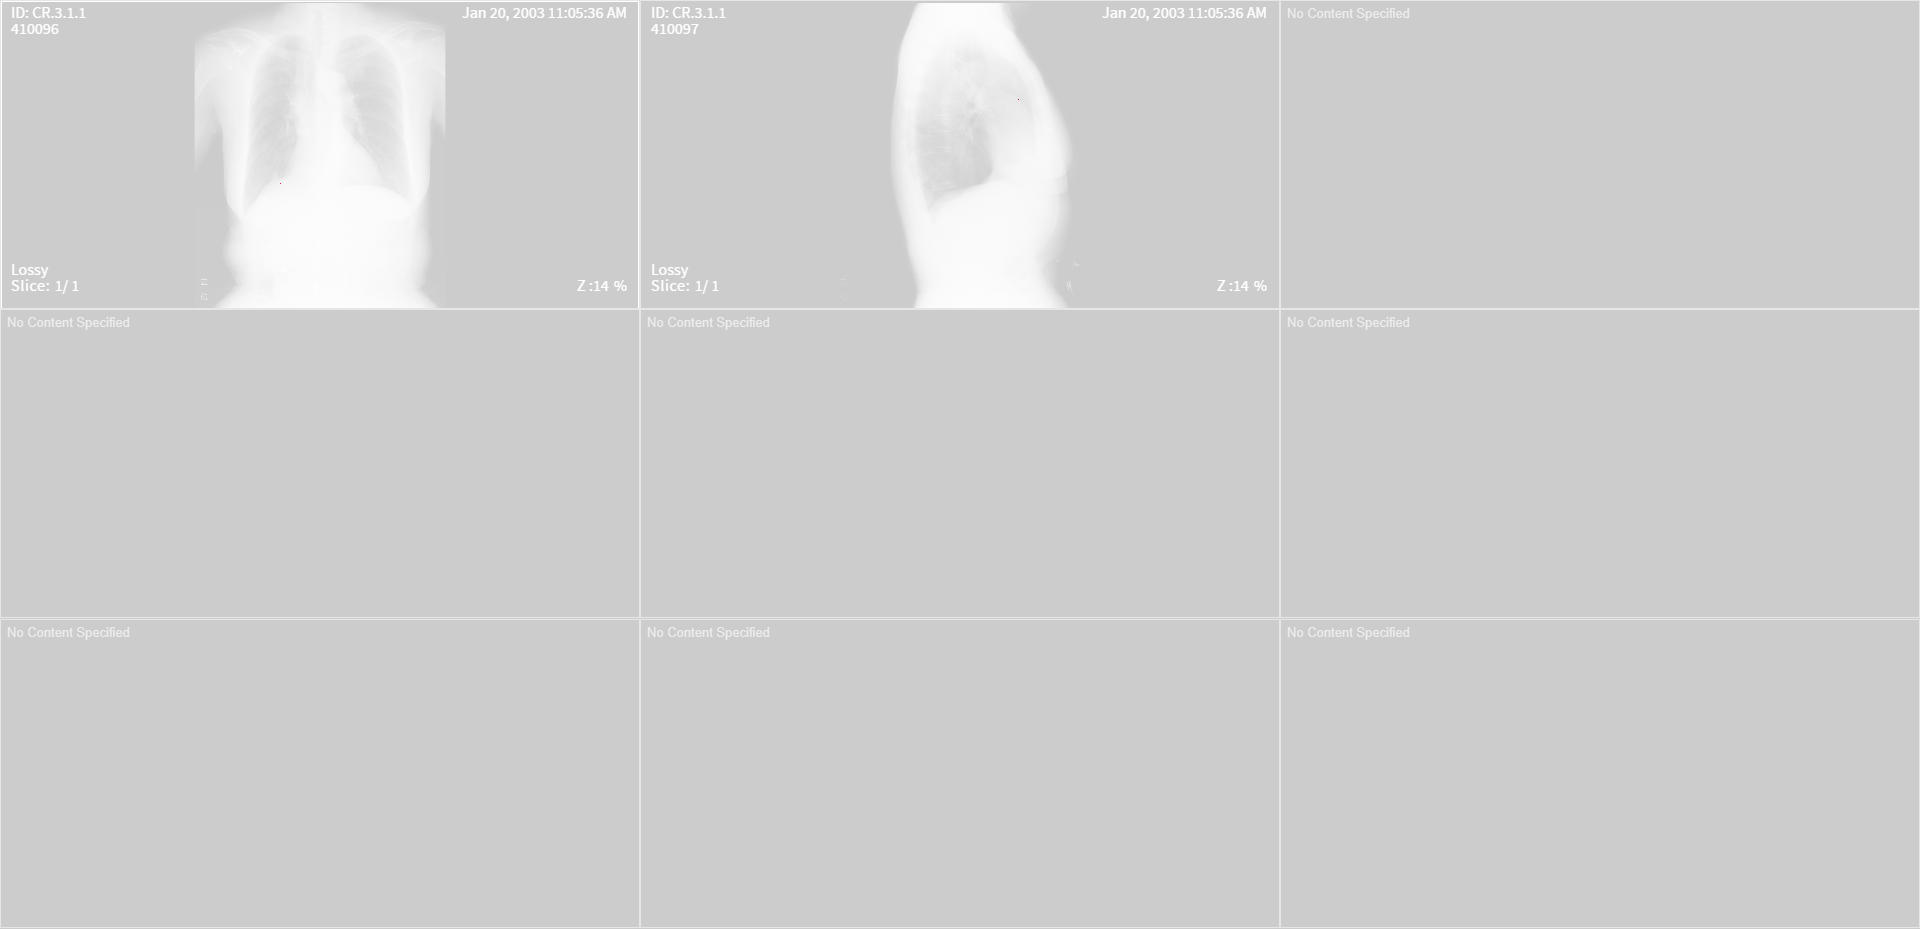 ID: CR.3.1.1
410096
Jan 20, 2003 11:05:36 AM
Lossy
Slice: 1/ 1
Z :14 %
ID: CR.3.1.1
410097
Jan 20, 2003 11:05:36 AM
Lossy
Slice: 1/ 1
Z :14 %
No Content Specified
No Content Specified
No Content Specified
No Content Specified
No Content Specified
No Content Specified
No Content Specified